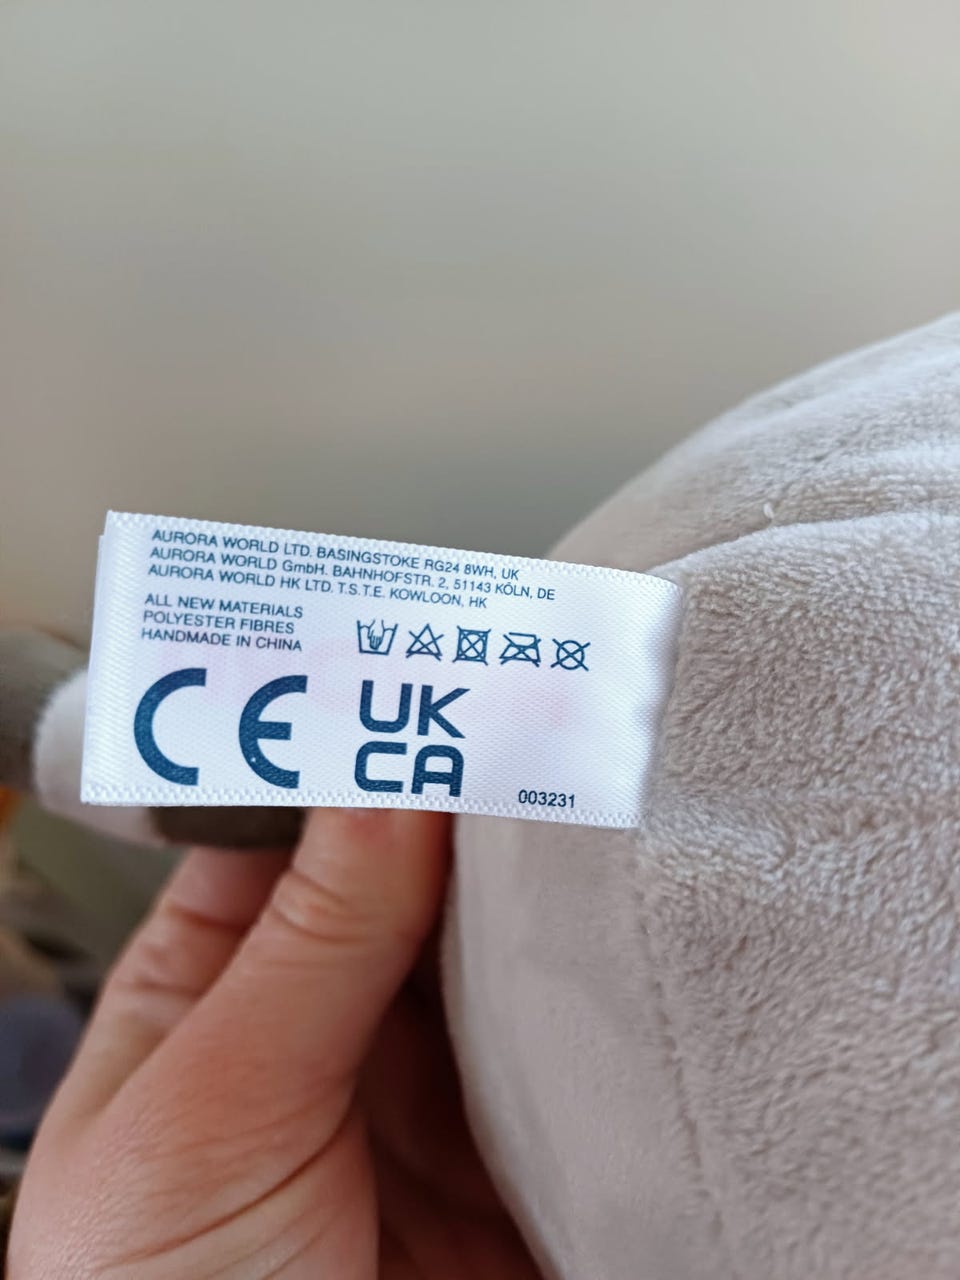 AURORA WORLD LTD. BASINGSTOKE RG24 8WH, UK
AURORA WORLD GmbH. BAHNHOFSTR. 2, 51143 KÖLN, DE
AURORA WORLD HK LTD. T.S.T.E. KOWLOON, HK
ALL NEW MATERIALS
POLYESTER FIBRES
HANDMADE IN CHINA
CE
UK
CA
003231